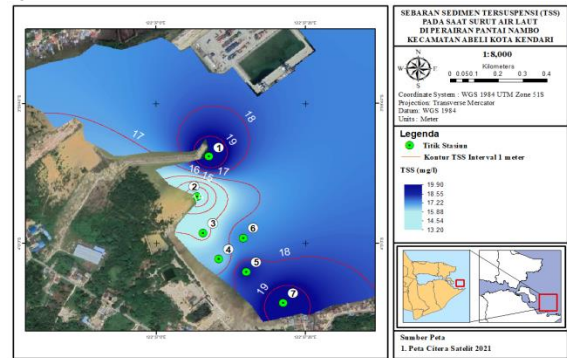 SEBARAN SEDIMEN TERSUSPENSI (TSS)
PADA SAAT SURUT AIR LAUT
DI PERAIRAN PANTAI NAMBO
KECAMATAN ABELI KOTA KENDARI
N
W E
S
1:8,000
Kilometers
0 0.050.1 0.2 0.3 0.4
Coordinate System : WGS 1984 UTM Zone 51S
Projection: Transverse Mercator
Datum: WGS 1984
Units : Meter
Legenda
Titik Stasiun
Kontur TSS Interval 1 meter
TSS (mg/l)
19.90
18.55
17.22
15.88
14.54
13.20
Sumber Peta
1. Peta Citera Satelit 2021
17
18
19
1
16
17
2
3
6
4
18
5
19
7